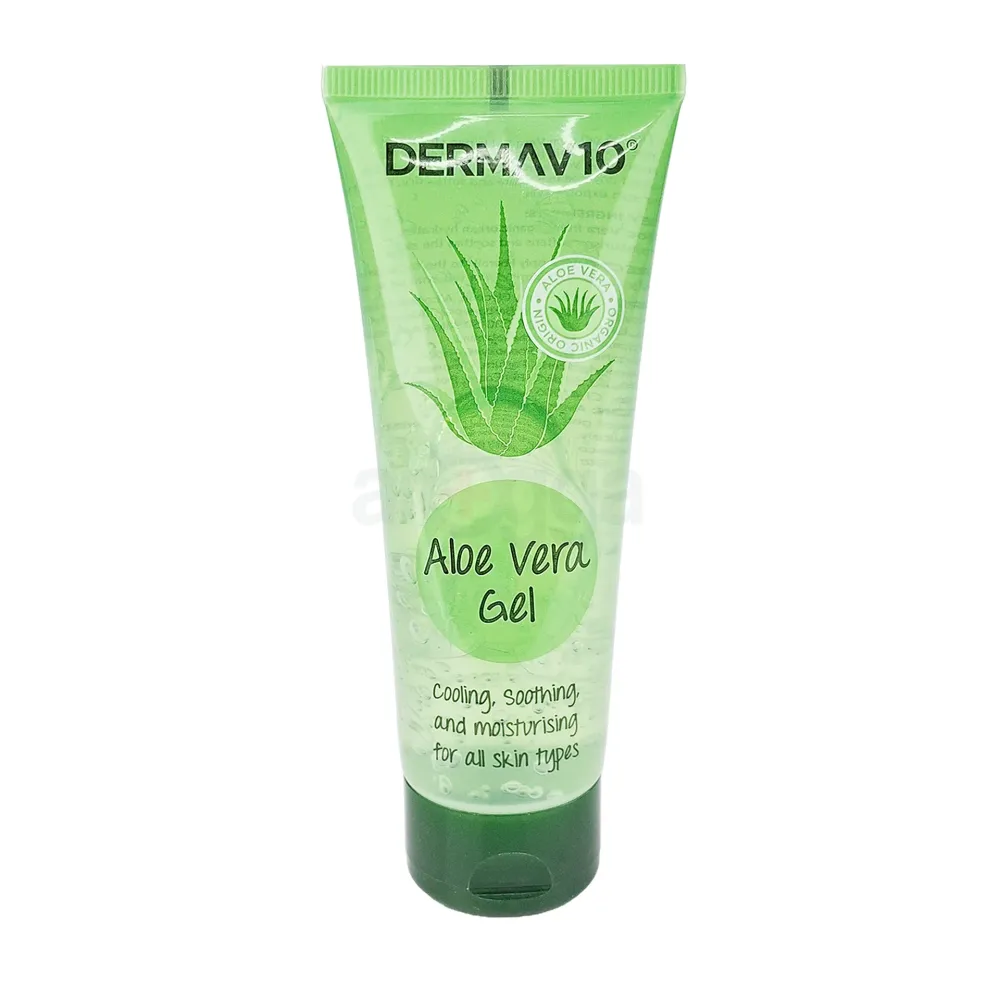 DERMAV10®
ALOE VERA
ORGANIC ORIGIN
Aloe Vera
Gel
Cooling, Soothing,
and moisturising
for all skin types